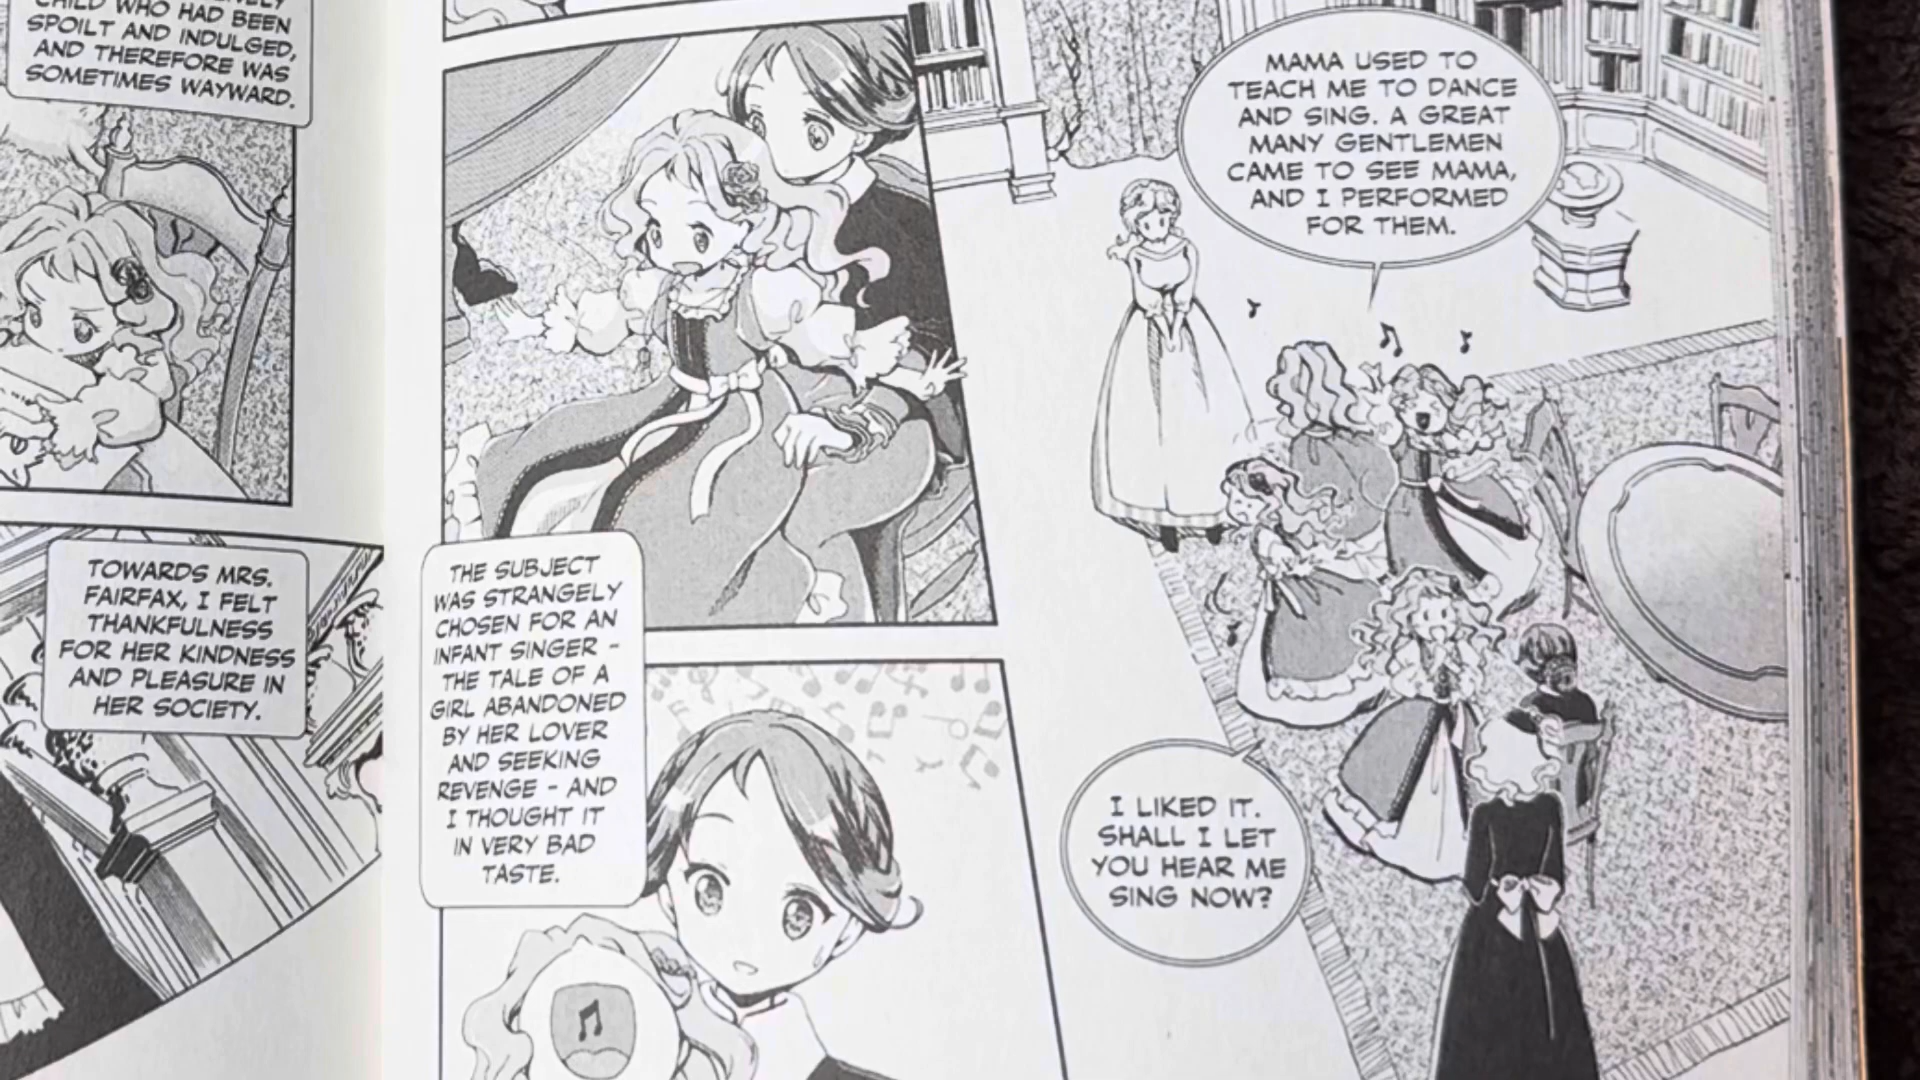 CHILD WHO HAD BEEN
SPOILT AND INDULGED,
AND THEREFORE WAS
SOMETIMES WAYWARD.
TOWARDS MRS.
FAIRFAX, I FELT
THANKFULNESS
FOR HER KINDNESS
AND PLEASURE IN
HER SOCIETY.
MAMA USED TO
TEACH ME TO DANCE
AND SING. A GREAT
MANY GENTLEMEN
CAME TO SEE MAMA,
AND I PERFORMED
FOR THEM.
I LIKED IT.
SHALL I LET
YOU HEAR ME
SING NOW?
THE SUBJECT
WAS STRANGELY
CHOSEN FOR AN
INFANT SINGER -
THE TALE OF A
GIRL ABANDONED
BY HER LOVER
AND SEEKING
REVENGE - AND
I THOUGHT IT
IN VERY BAD
TASTE.